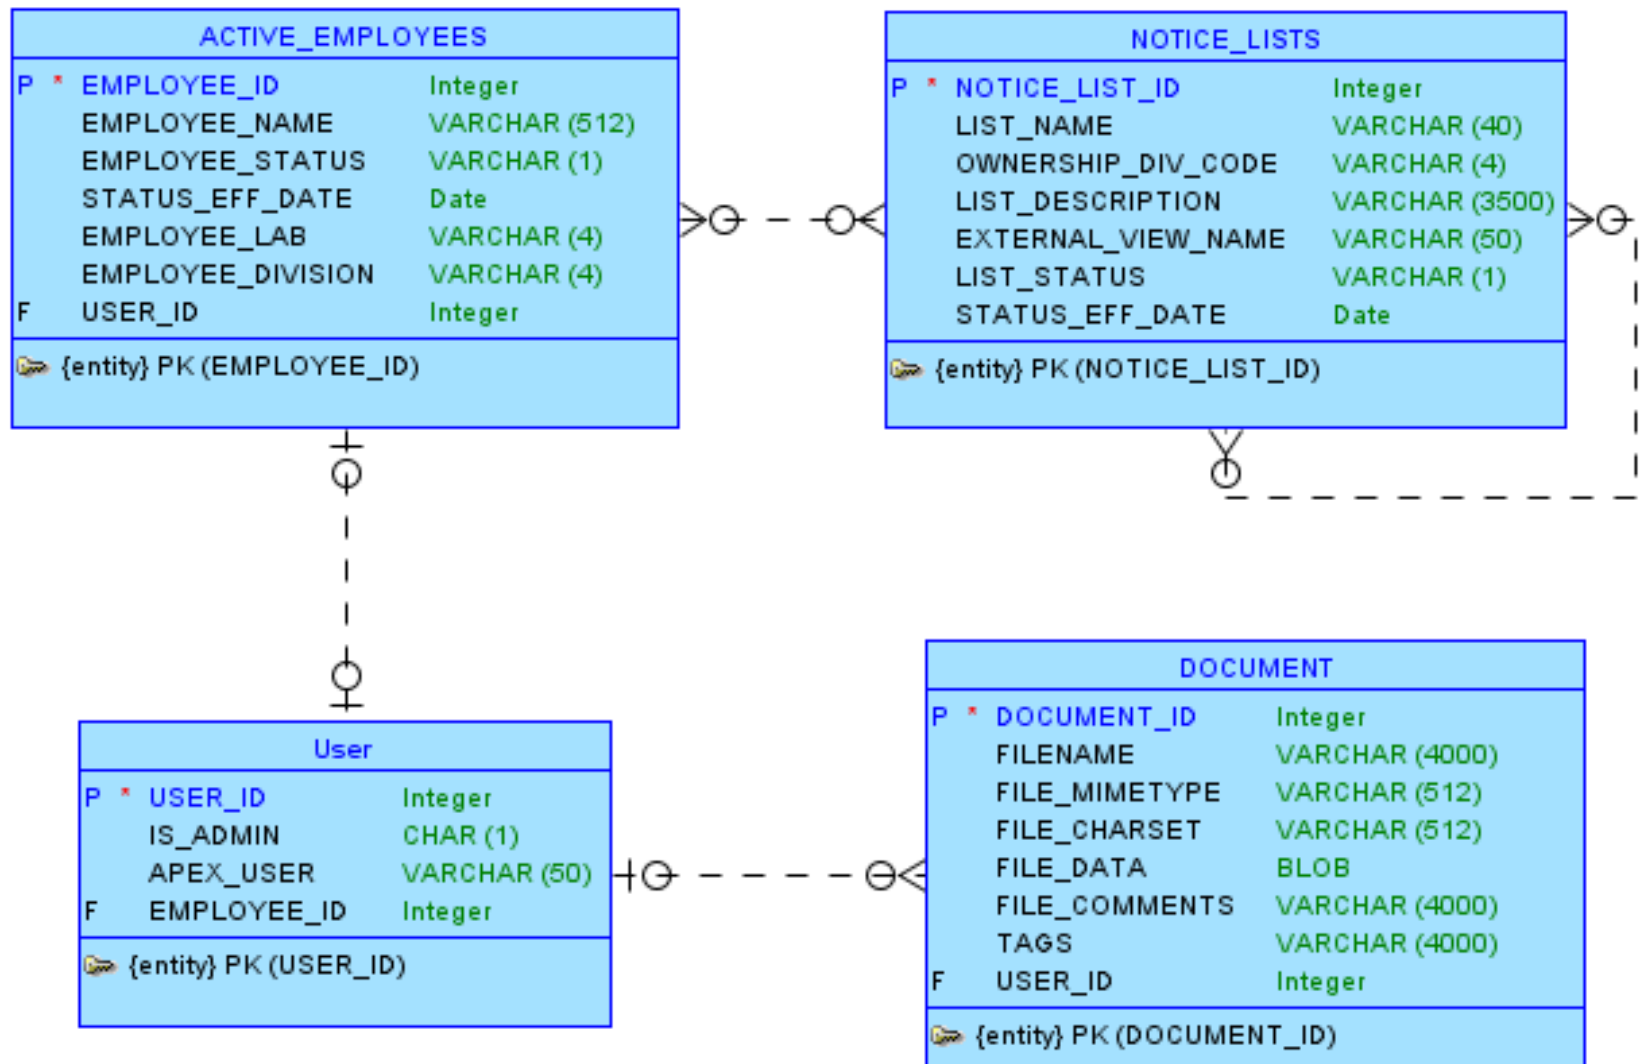 ACTIVE_EMPLOYEES
P * EMPLOYEE_ID Integer
EMPLOYEE_NAME VARCHAR (512)
EMPLOYEE_STATUS VARCHAR (1)
STATUS_EFF_DATE Date
EMPLOYEE_LAB VARCHAR (4)
EMPLOYEE_DIVISION VARCHAR (4)
F USER_ID Integer
{entity} PK (EMPLOYEE_ID)
NOTICE_LISTS
P * NOTICE_LIST_ID Integer
LIST_NAME VARCHAR (40)
OWNERSHIP_DIV_CODE VARCHAR (4)
LIST_DESCRIPTION VARCHAR (3500)
EXTERNAL_VIEW_NAME VARCHAR (50)
LIST_STATUS VARCHAR (1)
STATUS_EFF_DATE Date
{entity} PK (NOTICE_LIST_ID)
User
P * USER_ID Integer
IS_ADMIN CHAR (1)
APEX_USER VARCHAR (50)
F EMPLOYEE_ID Integer
{entity} PK (USER_ID)
DOCUMENT
P * DOCUMENT_ID Integer
FILENAME VARCHAR (4000)
FILE_MIMETYPE VARCHAR (512)
FILE_CHARSET VARCHAR (512)
FILE_DATA BLOB
FILE_COMMENTS VARCHAR (4000)
TAGS VARCHAR (4000)
F USER_ID Integer
{entity} PK (DOCUMENT_ID)